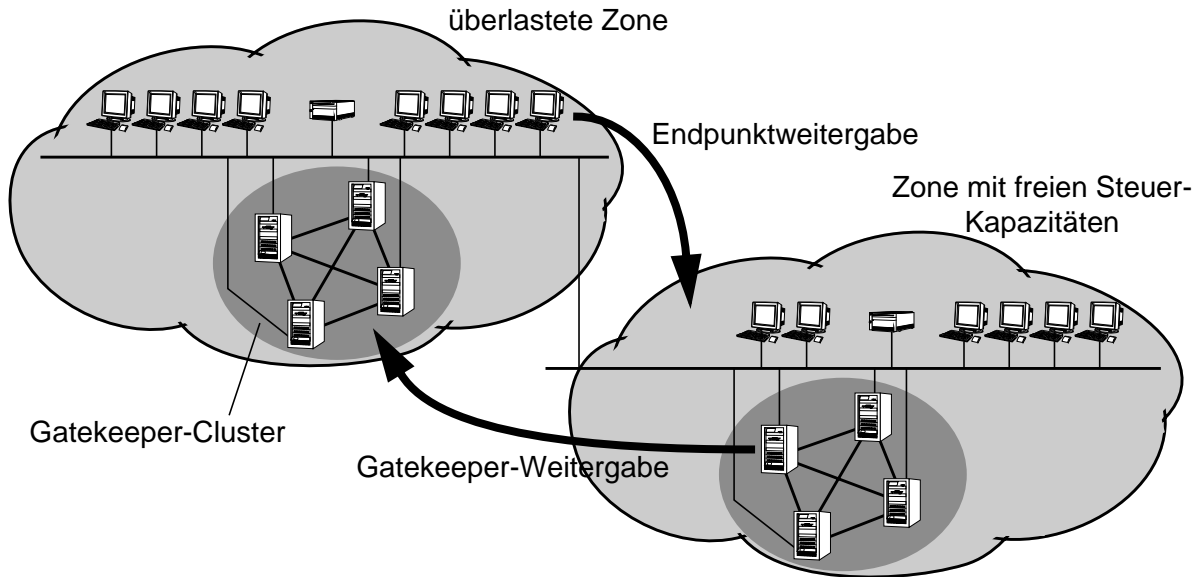 überlastete Zone
Endpunktweitergabe
Zone mit freien Steuer-
Kapazitäten
Gatekeeper-Cluster
Gatekeeper-Weitergabe